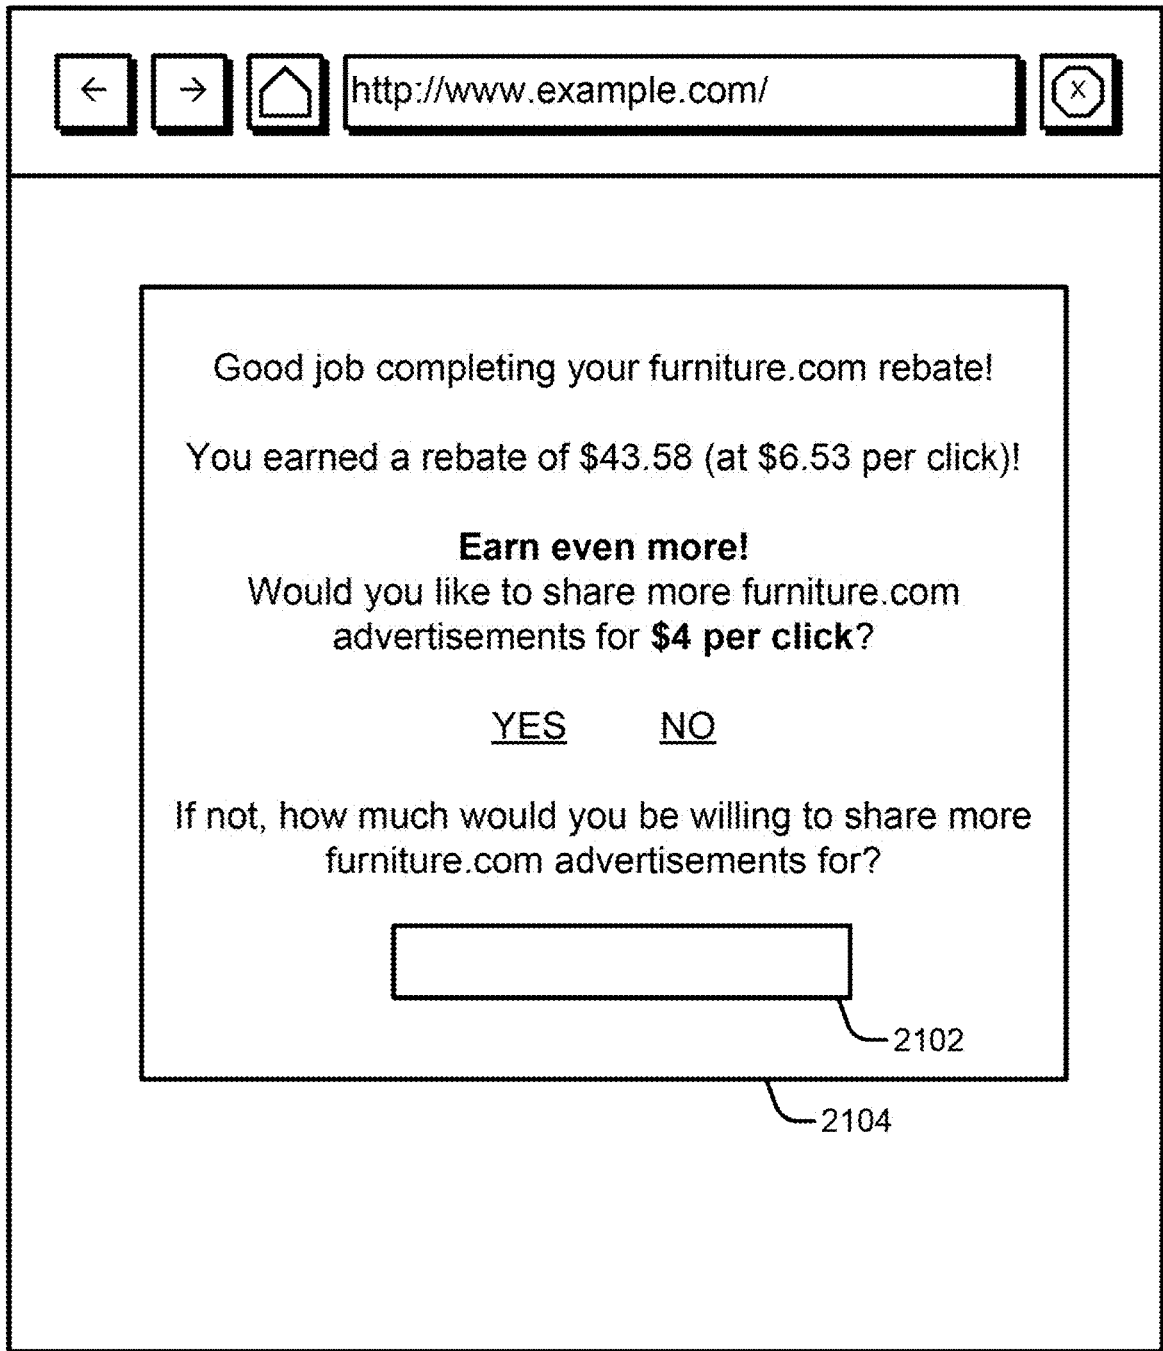 http://www.example.com/
X
Good job completing your furniture.com rebate!
You earned a rebate of $43.58 (at $6.53 per click)!
Earn even more!
Would you like to share more furniture.com
advertisements for $4 per click?
YES NO
If not, how much would you be willing to share more
furniture.com advertisements for?
2102
2104